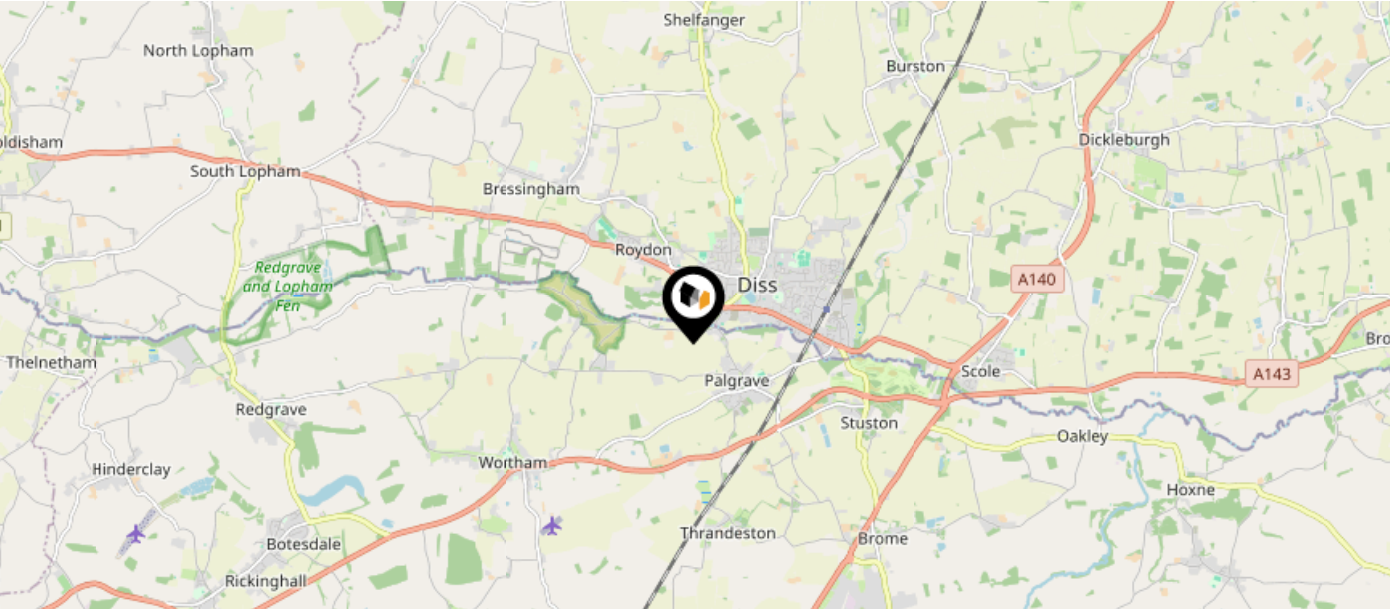 Shelfanger
North Lopham
Burston
oldisham
Dickleburgh
South Lopham
Bressingham
Roydon
Redgrave
and Lopham
Fen
Diss
A140
Thelnetham
Scole
A143
Bro
Palgrave
Redgrave
Stuston
Oakley
Hinderclay
Wortham
Hoxne
Botesdale
Thrandeston
Brome
Rickinghall